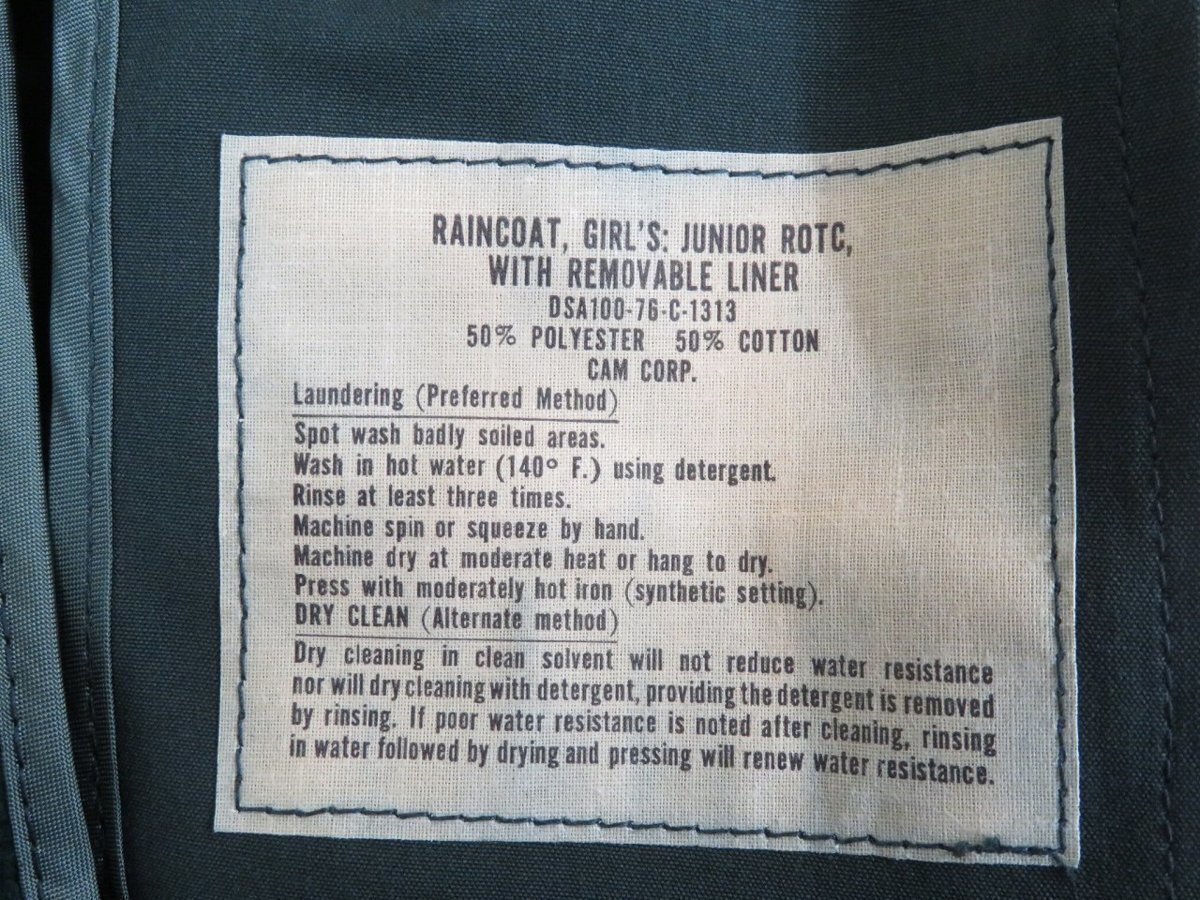 RAINCOAT, GIRL'S: JUNIOR ROTC,
WITH REMOVABLE LINER
DSA100-76-C-1313
50% POLYESTER 50% COTTON
CAM CORP.
Laundering (Preferred Method)
Spot wash badly soiled areas.
Wash in hot water (140° F.) using detergent.
Rinse at least three times.
Machine spin or squeeze by hand.
Machine dry at moderate heat or hang to dry.
Press with moderately hot iron (synthetic setting).
DRY CLEAN (Alternate method)
Dry cleaning in clean solvent will not reduce water resistance
nor will dry cleaning with detergent, providing the detergent is removed
by rinsing. If poor water resistance is noted after cleaning, rinsing
in water followed by drying and pressing will renew water resistance.